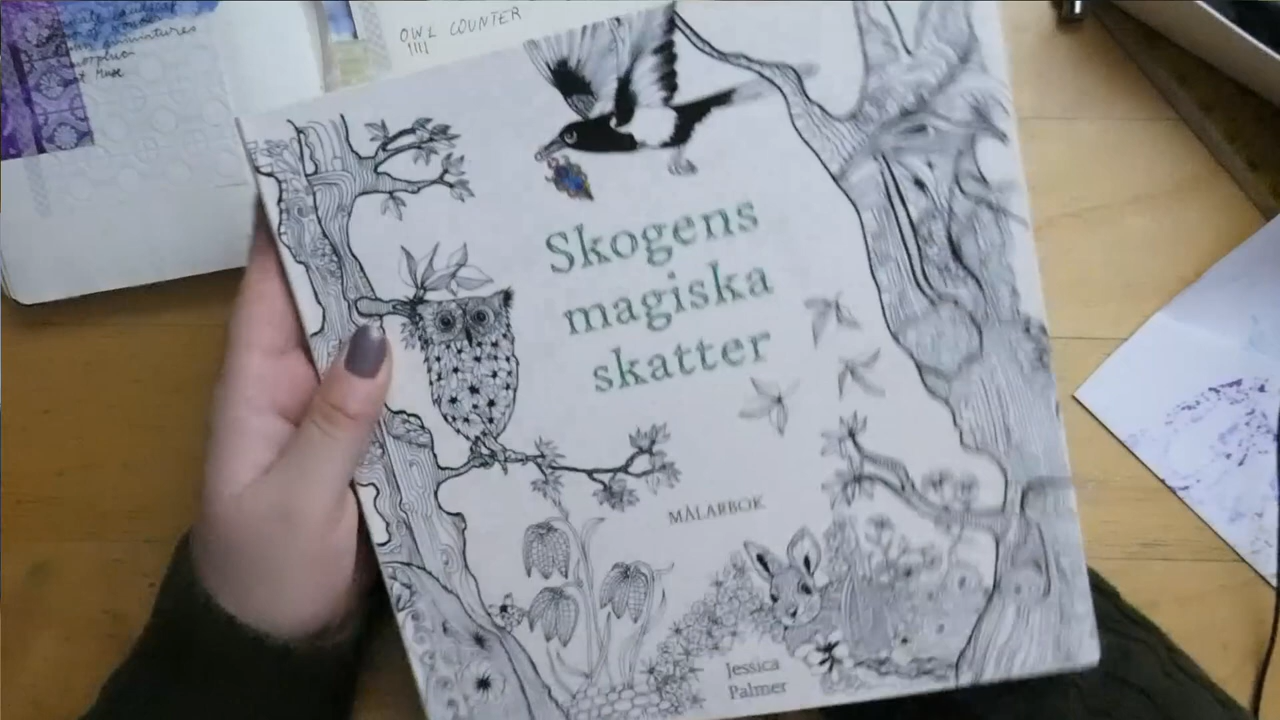 OWL COUNTER
IIII
Skogens
magiska
skatter
MÅLARBOK
Jessica
Palmer